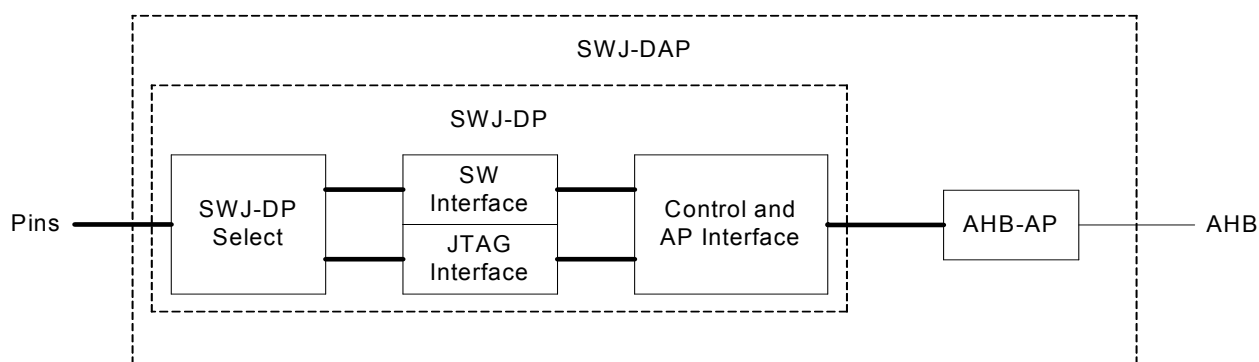 SWJ-DAP
SWJ-DP
Pins
SWJ-DP
Select
SW
Interface
JTAG
Interface
Control and
AP Interface
AHB-AP
AHB